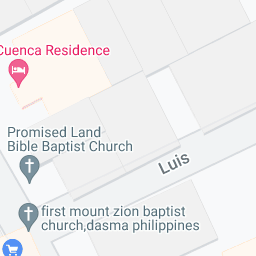 Cuenca Residence
Promised Land
Bible Baptist Church
Luis
first mount zion baptist
church,dasma philippines